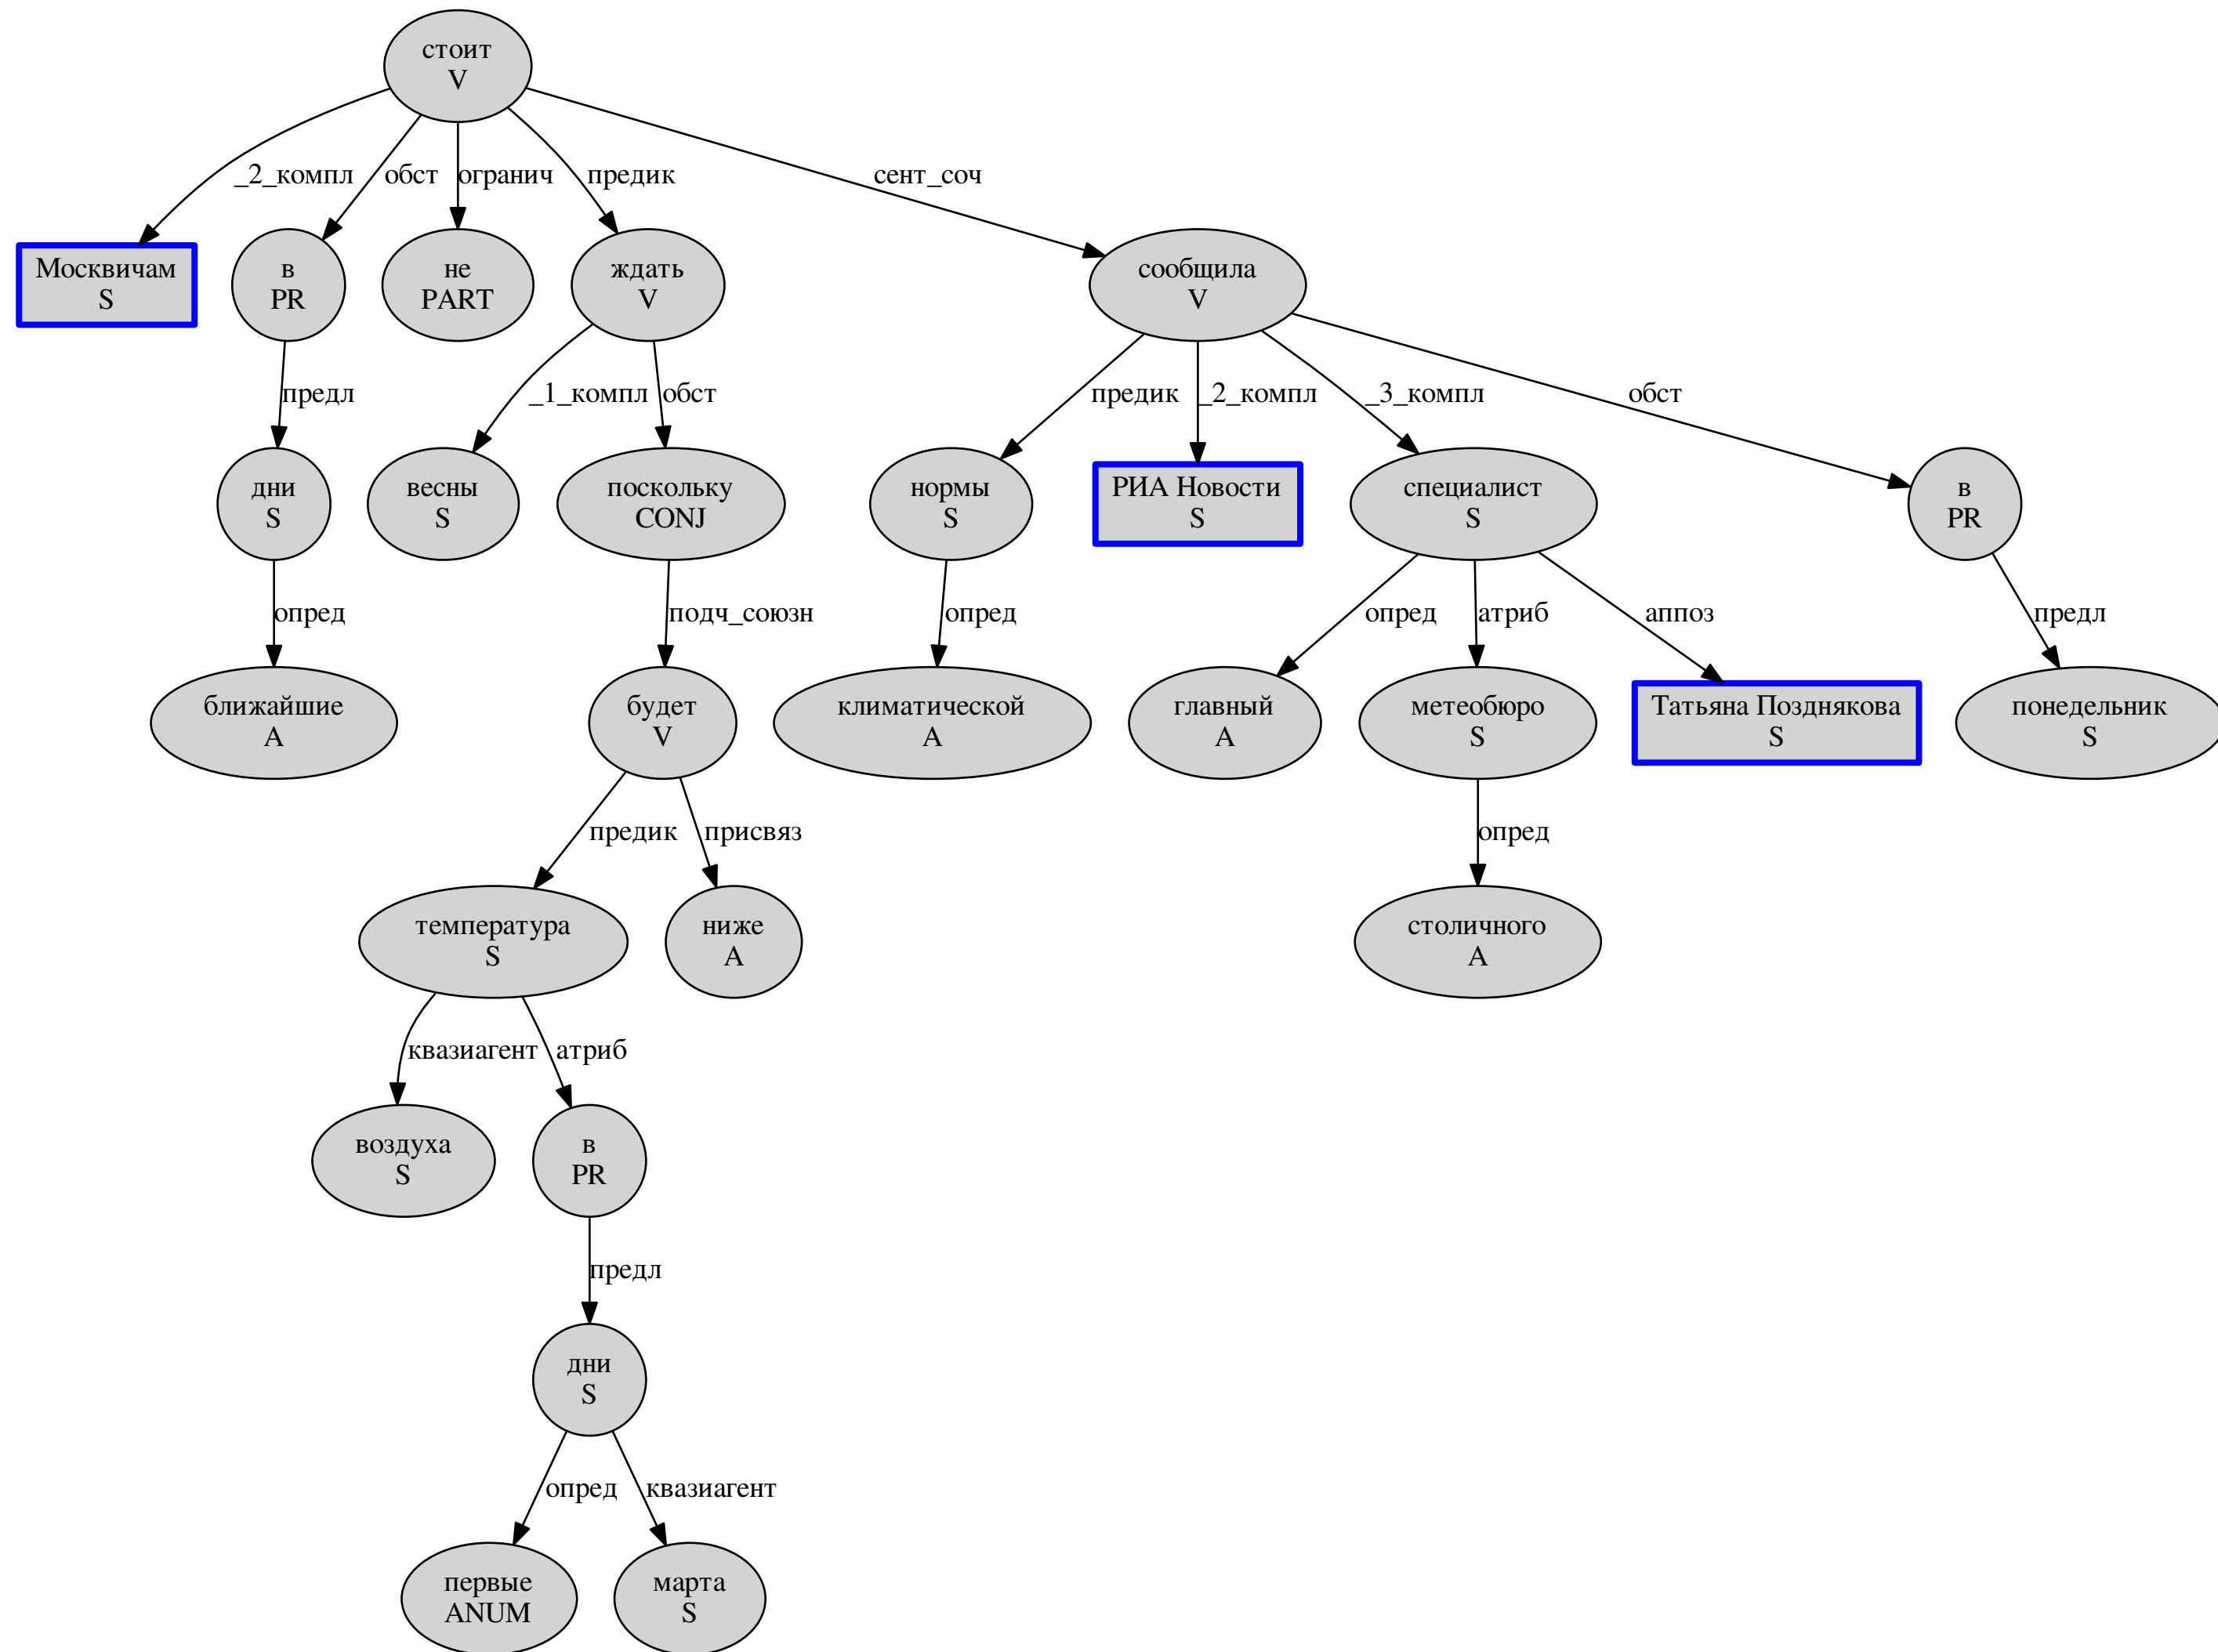 стоит
V
_2_компл
обст
огранич
предик
сент_соч
Москвичам
S
в
PR
не
PART
ждать
V
сообщила
V
предл
_1_компл
обст
предик
_2_компл
_3_компл
обст
дни
S
весны
S
поскольку
CONJ
нормы
S
РИА Новости
S
специалист
S
в
PR
опред
подч_союзн
опред
опред
атриб
аппоз
предл
ближайшие
A
будет
V
климатической
A
главный
A
метеобюро
S
Татьяна Позднякова
S
понедельник
S
предик
присвяз
опред
температура
S
ниже
A
столичного
A
квазиагент
атриб
воздуха
S
в
PR
предл
дни
S
опред
квазиагент
первые
ANUM
марта
S